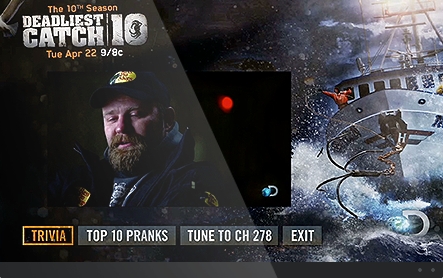 The 10TH Season
DEADLIEST
CATCH 10
Tue Apr 22 9/8c
TRIVIA
TOP 10 PRANKS
TUNE TO CH 278
EXIT